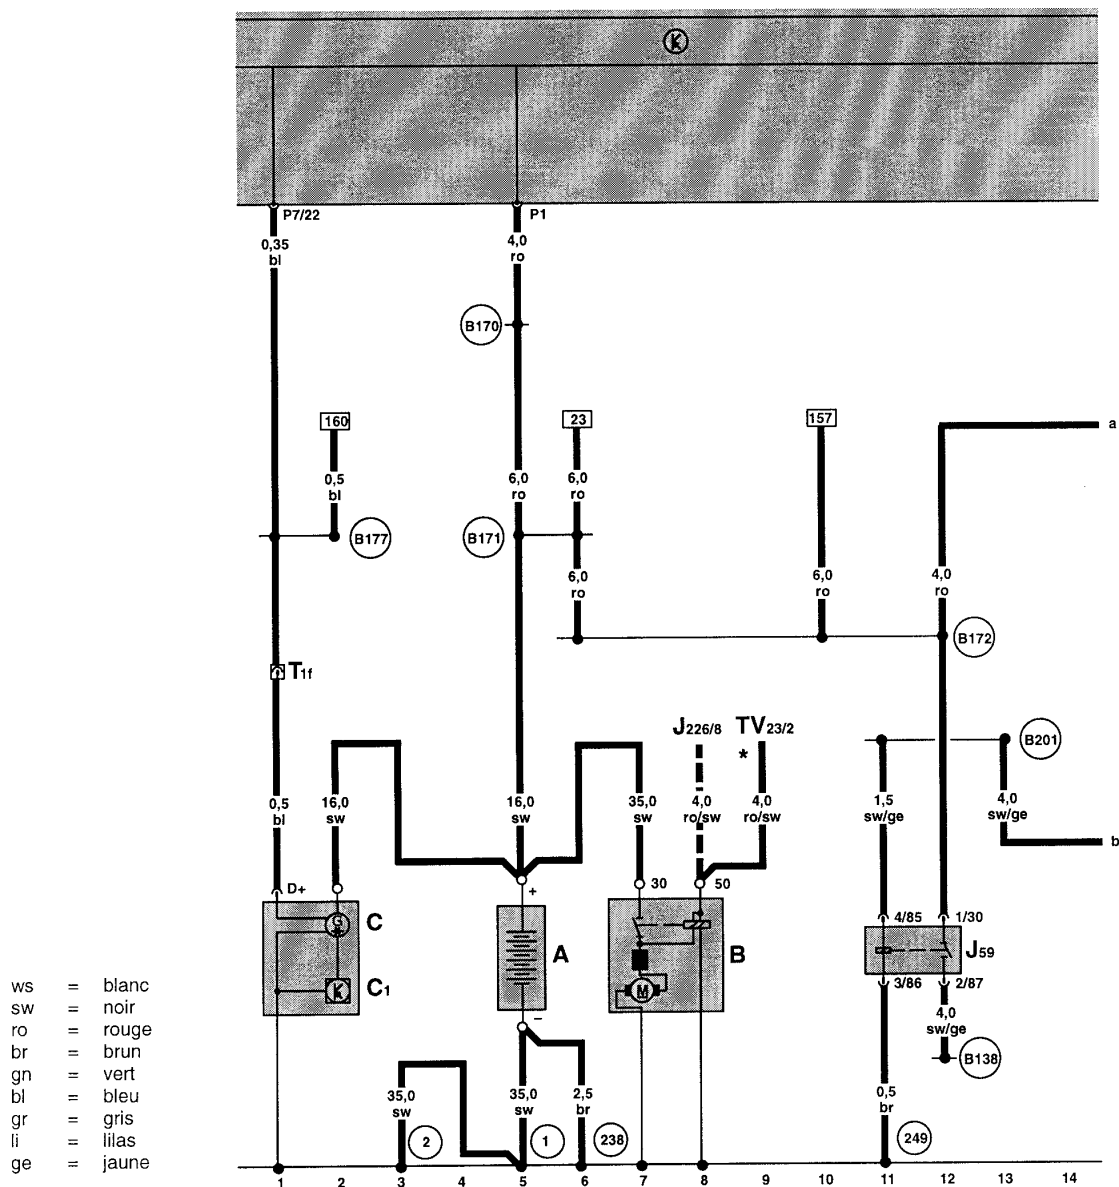 P7/22 P1
0,35 4,0
bl ro
B170
160 23 157 a
0,5 6,0 6,0
bl ro ro
B177 B171
6,0 6,0 4,0
ro ro ro
B172
T1f
J226/8 TV23/2
*
B201
0,5 16,0 16,0 35,0 4,0 4,0 1,5 4,0
bl sw sw sw ro/sw ro/sw sw/ge sw/ge
b
D+ + 30 50
4/85 1/30
G C A B J59
K C1 M
3/86 2/87
4,0
sw/ge
B138
−
35,0 35,0 2,5 0,5
sw sw br br
2 1 238 249
1 2 3 4 5 6 7 8 9 10 11 12 13 14
ws = blanc
sw = noir
ro = rouge
br = brun
gn = vert
bl = bleu
gr = gris
li = lilas
ge = jaune